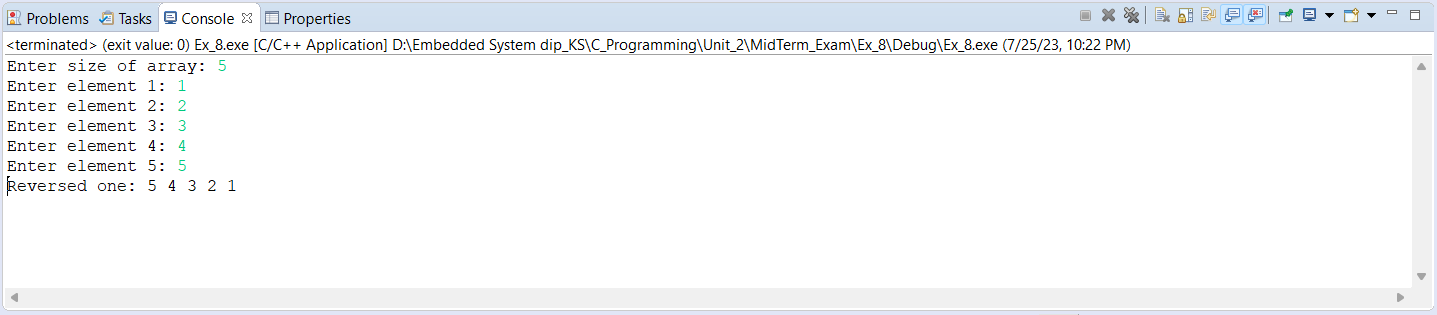 Problems Tasks Console Properties
<terminated> (exit value: 0) Ex_8.exe [C/C++ Application] D:\Embedded System dip_KS\C_Programming\Unit_2\MidTerm_Exam\Ex_8\Debug\Ex_8.exe (7/25/23, 10:22 PM)
Enter size of array: 5
Enter element 1: 1
Enter element 2: 2
Enter element 3: 3
Enter element 4: 4
Enter element 5: 5
Reversed one: 5 4 3 2 1